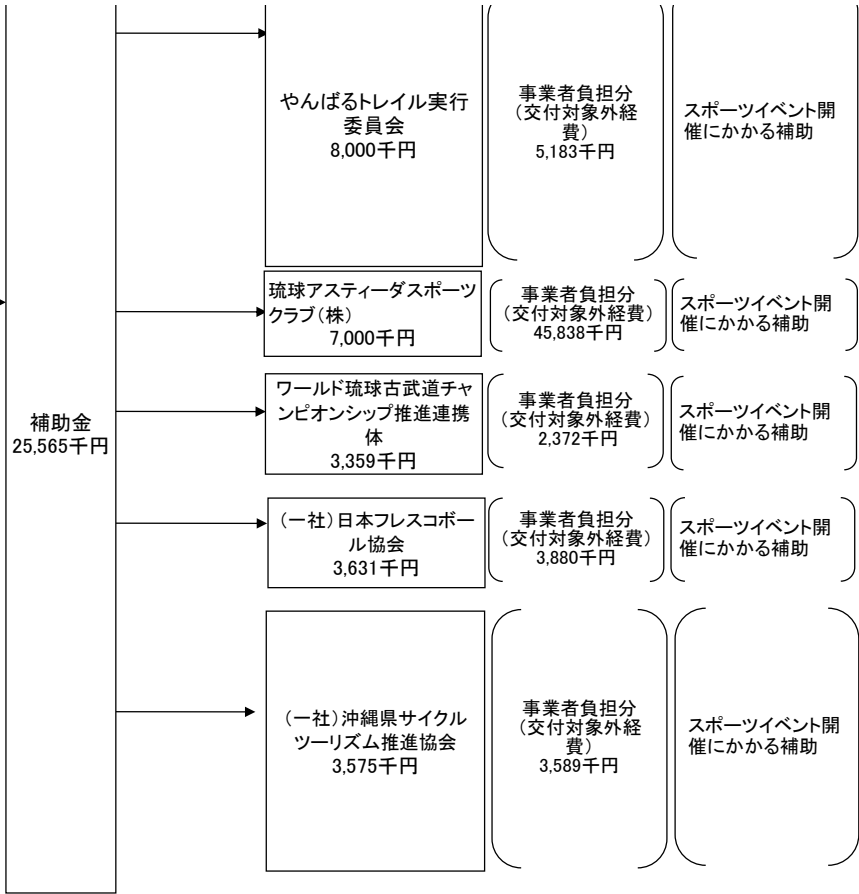 補助金
25,565千円
やんばるトレイル実行
委員会
8,000千円
事業者負担分
（交付対象外経
費）
5,183千円
スポーツイベント開
催にかかる補助
琉球アスティーダスポーツ
クラブ（株）
7,000千円
事業者負担分
（交付対象外経費）
45,838千円
スポーツイベント開
催にかかる補助
ワールド琉球古武道チャ
ンピオンシップ推進連携
体
3,359千円
事業者負担分
（交付対象外経費）
2,372千円
スポーツイベント開
催にかかる補助
（一社）日本フレスコボー
ル協会
3,631千円
事業者負担分
（交付対象外経費）
3,880千円
スポーツイベント開
催にかかる補助
（一社）沖縄県サイクル
ツーリズム推進協会
3,575千円
事業者負担分
（交付対象外経
費）
3,589千円
スポーツイベント開
催にかかる補助